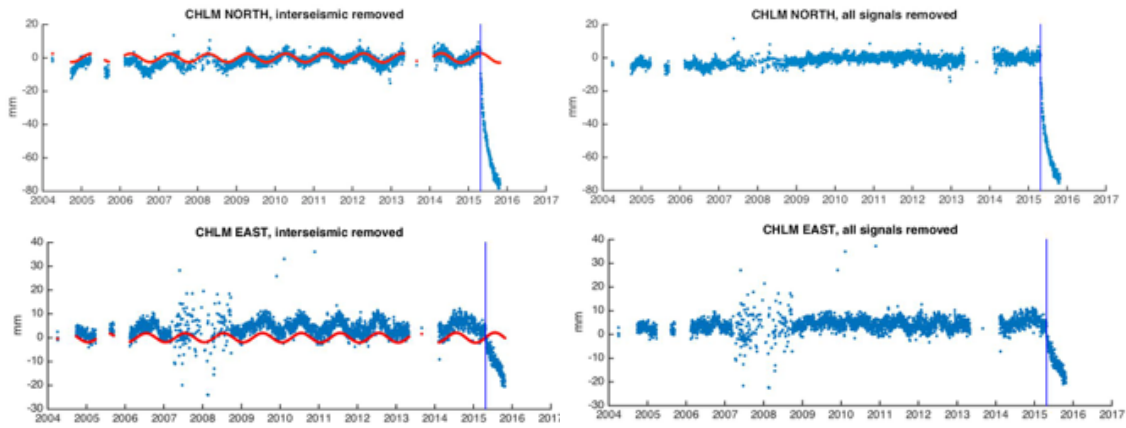 CHLM NORTH, interseismic removed
20
0
-20
-40
-60
-80
mm
2004 2005 2006 2007 2008 2009 2010 2011 2012 2013 2014 2015 2016 2017
CHLM NORTH, all signals removed
20
0
-20
-40
-60
-80
mm
2004 2005 2006 2007 2008 2009 2010 2011 2012 2013 2014 2015 2016 2017
CHLM EAST, interseismic removed
40
30
20
10
0
-10
-20
-30
mm
2004 2005 2006 2007 2008 2009 2010 2011 2012 2013 2014 2015 2016
CHLM EAST, all signals removed
40
30
20
10
0
-10
-20
-30
mm
2004 2005 2006 2007 2008 2009 2010 2011 2012 2013 2014 2015 2016 2017